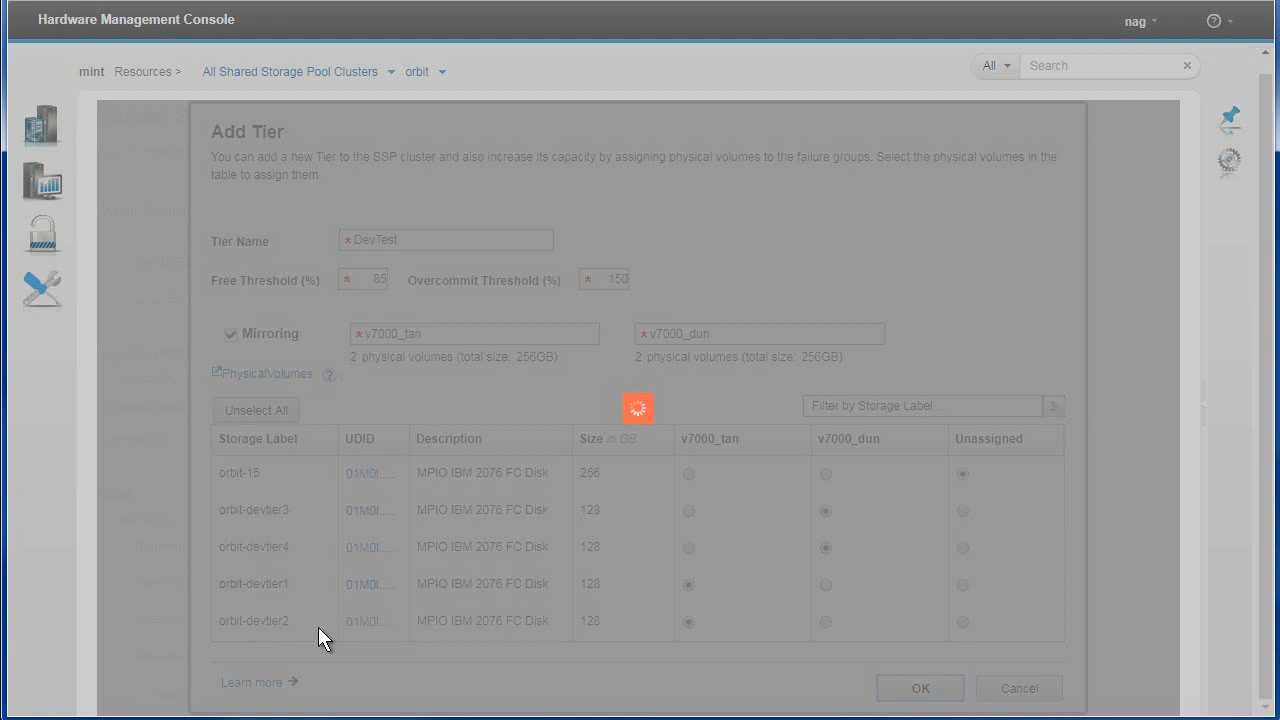 Hardware Management Console
nag
mint Resources > All Shared Storage Pool Clusters orbit
All Search
Add Tier
You can add a new Tier to the SSP cluster and also increase its capacity by assigning physical volumes to the failure groups. Select the physical volumes in the
table to assign them
Tier Name * DevTest
Free Threshold (%) * 85 Overcommit Threshold (%) * 150
Mirroring * v7000_tan * v7000_dun
2 physical volumes (total size: 256GB) 2 physical volumes (total size: 256GB)
PhysicalVolumes ?
Unselect All Filter by Storage Label ...
Storage Label UDID Description Size in GB v7000_tan v7000_dun Unassigned
orbit-15 01M0I..... MPIO IBM 2076 FC Disk 256
orbit-devtier3 01M0I..... MPIO IBM 2076 FC Disk 128
orbit-devtier4 01M0I..... MPIO IBM 2076 FC Disk 128
orbit-devtier1 01M0I..... MPIO IBM 2076 FC Disk 128
orbit-devtier2 01M0I..... MPIO IBM 2076 FC Disk 128
Learn more
OK Cancel